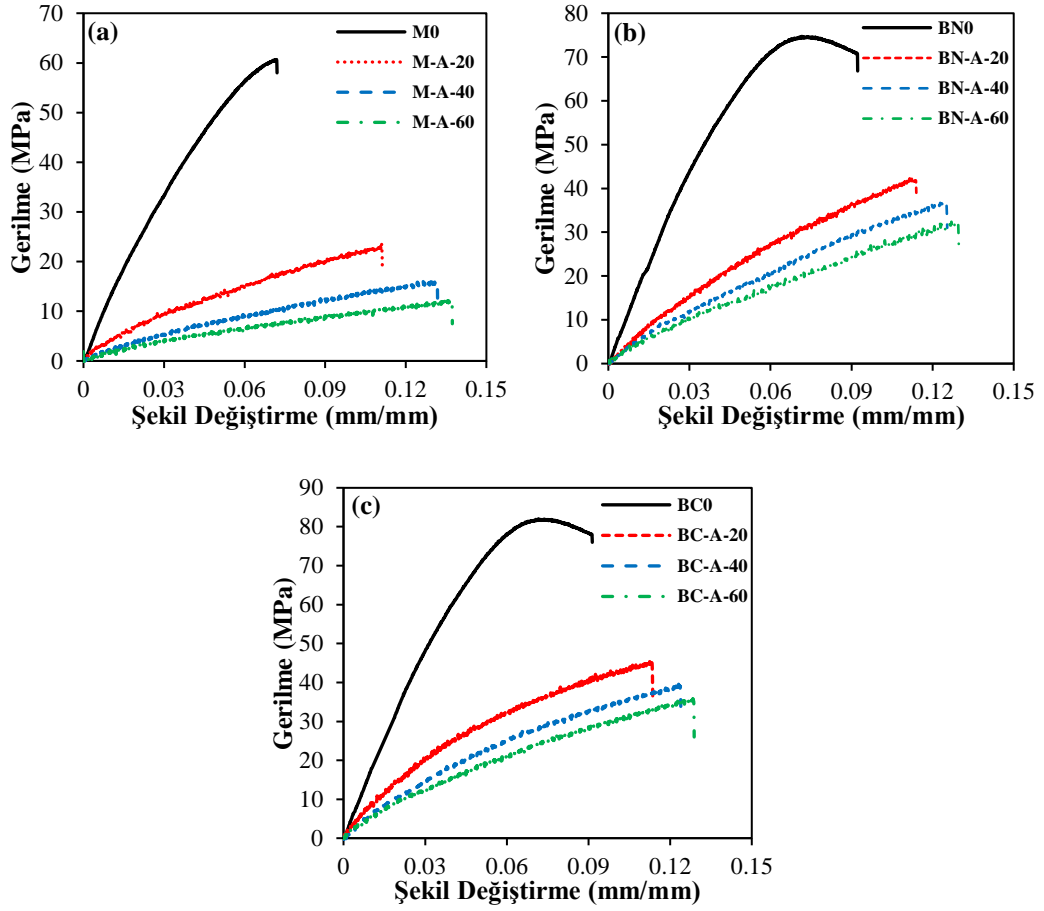 (a)
M0
M-A-20
M-A-40
M-A-60
70
60
50
40
30
20
10
0
Gerilme (MPa)
0
0.03
0.06
0.09
0.12
0.15
Şekil Değiştirme (mm/mm)
(b)
BN0
BN-A-20
BN-A-40
BN-A-60
80
70
60
50
40
30
20
10
0
Gerilme (MPa)
0
0.03
0.06
0.09
0.12
0.15
Şekil Değiştirme (mm/mm)
(c)
BC0
BC-A-20
BC-A-40
BC-A-60
90
80
70
60
50
40
30
20
10
0
Gerilme (MPa)
0
0.03
0.06
0.09
0.12
0.15
Şekil Değiştirme (mm/mm)